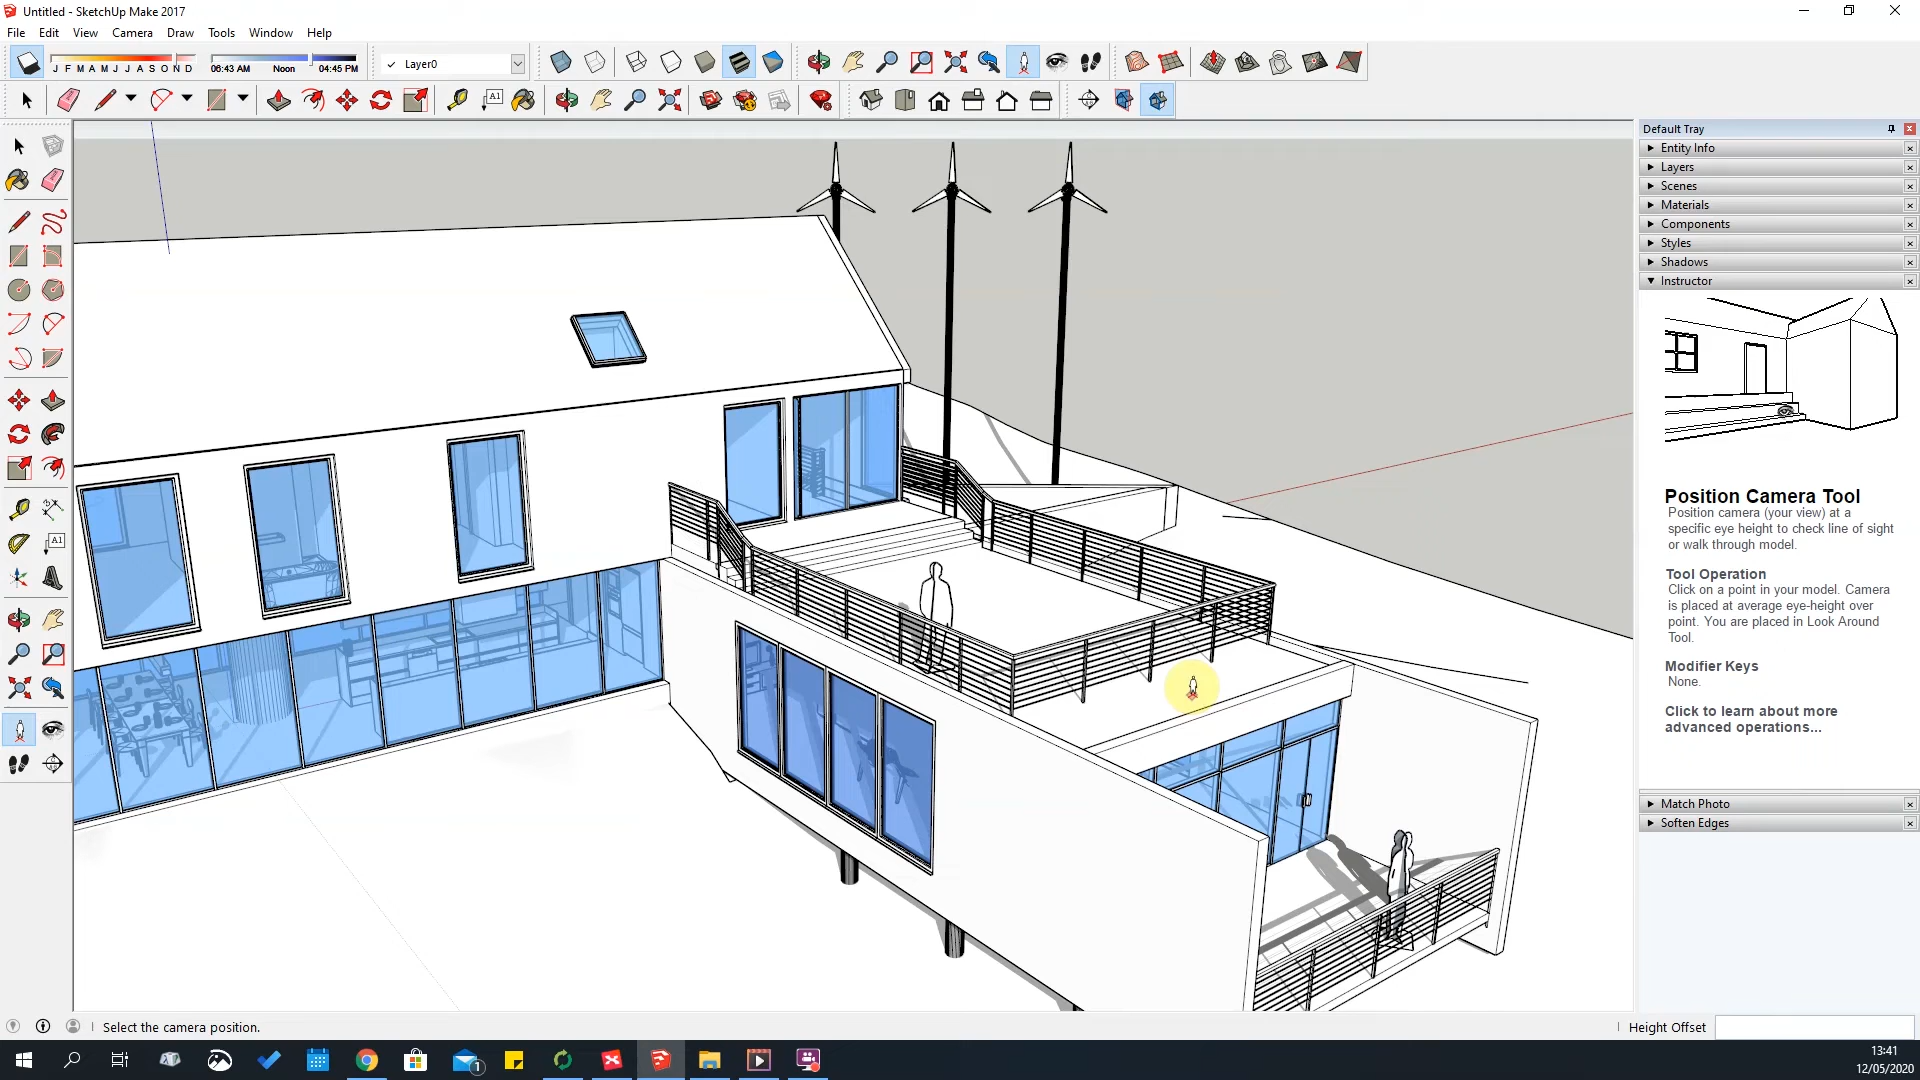 Untitled - SketchUp Make 2017
File Edit View Camera Draw Tools Window Help
J F M A M J J A S O N D
06:43 AM Noon 04:45 PM
✓ Layer0
A1
Default Tray
Entity Info
Layers
Scenes
Materials
Components
Styles
Shadows
Instructor
Position Camera Tool
Position camera (your view) at a
specific eye height to check line of sight
or walk through model.
Tool Operation
Click on a point in your model. Camera
is placed at average eye-height over
point. You are placed in Look Around
Tool.
Modifier Keys
None.
Click to learn about more
advanced operations...
Match Photo
Soften Edges
A1
Select the camera position.
Height Offset
1
13:41
12/05/2020